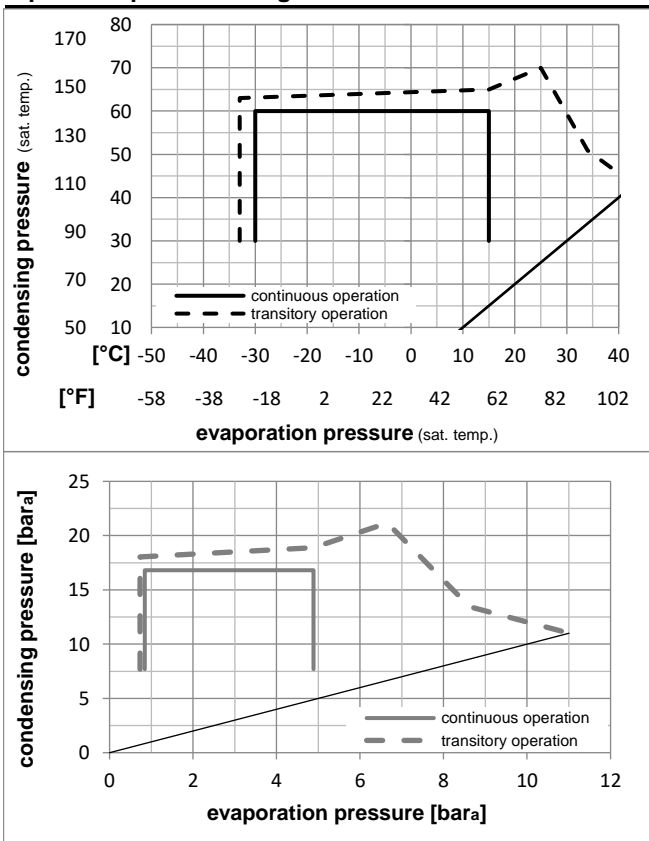 condensing pressure (sat. temp.)
170 80
150 70
60
130
50
110
40
90 30
70 20
50 10
continuous operation
transitory operation
[°C] -50 -40 -30 -20 -10 0 10 20 30 40
[°F] -58 -38 -18 2 22 42 62 82 102
evaporation pressure (sat. temp.)
condensing pressure [bara]
25
20
15
10
5
0
continuous operation
transitory operation
0 2 4 6 8 10 12
evaporation pressure [bara]